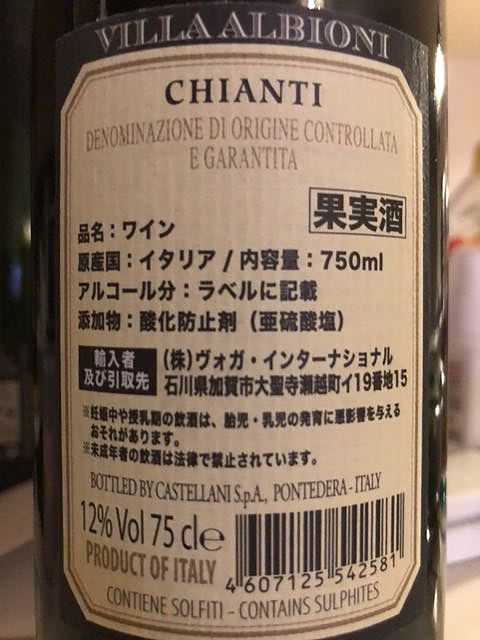 VILLA ALBIONI
CHIANTI
DENOMINAZIONE DI ORIGINE CONTROLLATA
E GARANTITA
果実酒
品名：ワイン
原産国：イタリア / 内容量：750ml
アルコール分：ラベルに記載
添加物：酸化防止剤（亜硫酸塩）
輸入者
及び引取先
(株)ヴォガ・インターナショナル
石川県加賀市大聖寺瀬越町イ19番地15
※妊娠中や授乳期の飲酒は、胎児・乳児の発育に悪影響を与える
おそれがあります。
※未成年者の飲酒は法律で禁止されています。
BOTTLED BY CASTELLANI S.p.A., PONTEDERA - ITALY
12% Vol 75 cl e
PRODUCT OF ITALY
4 607125 542581
CONTIENE SOLFITI - CONTAINS SULPHITES